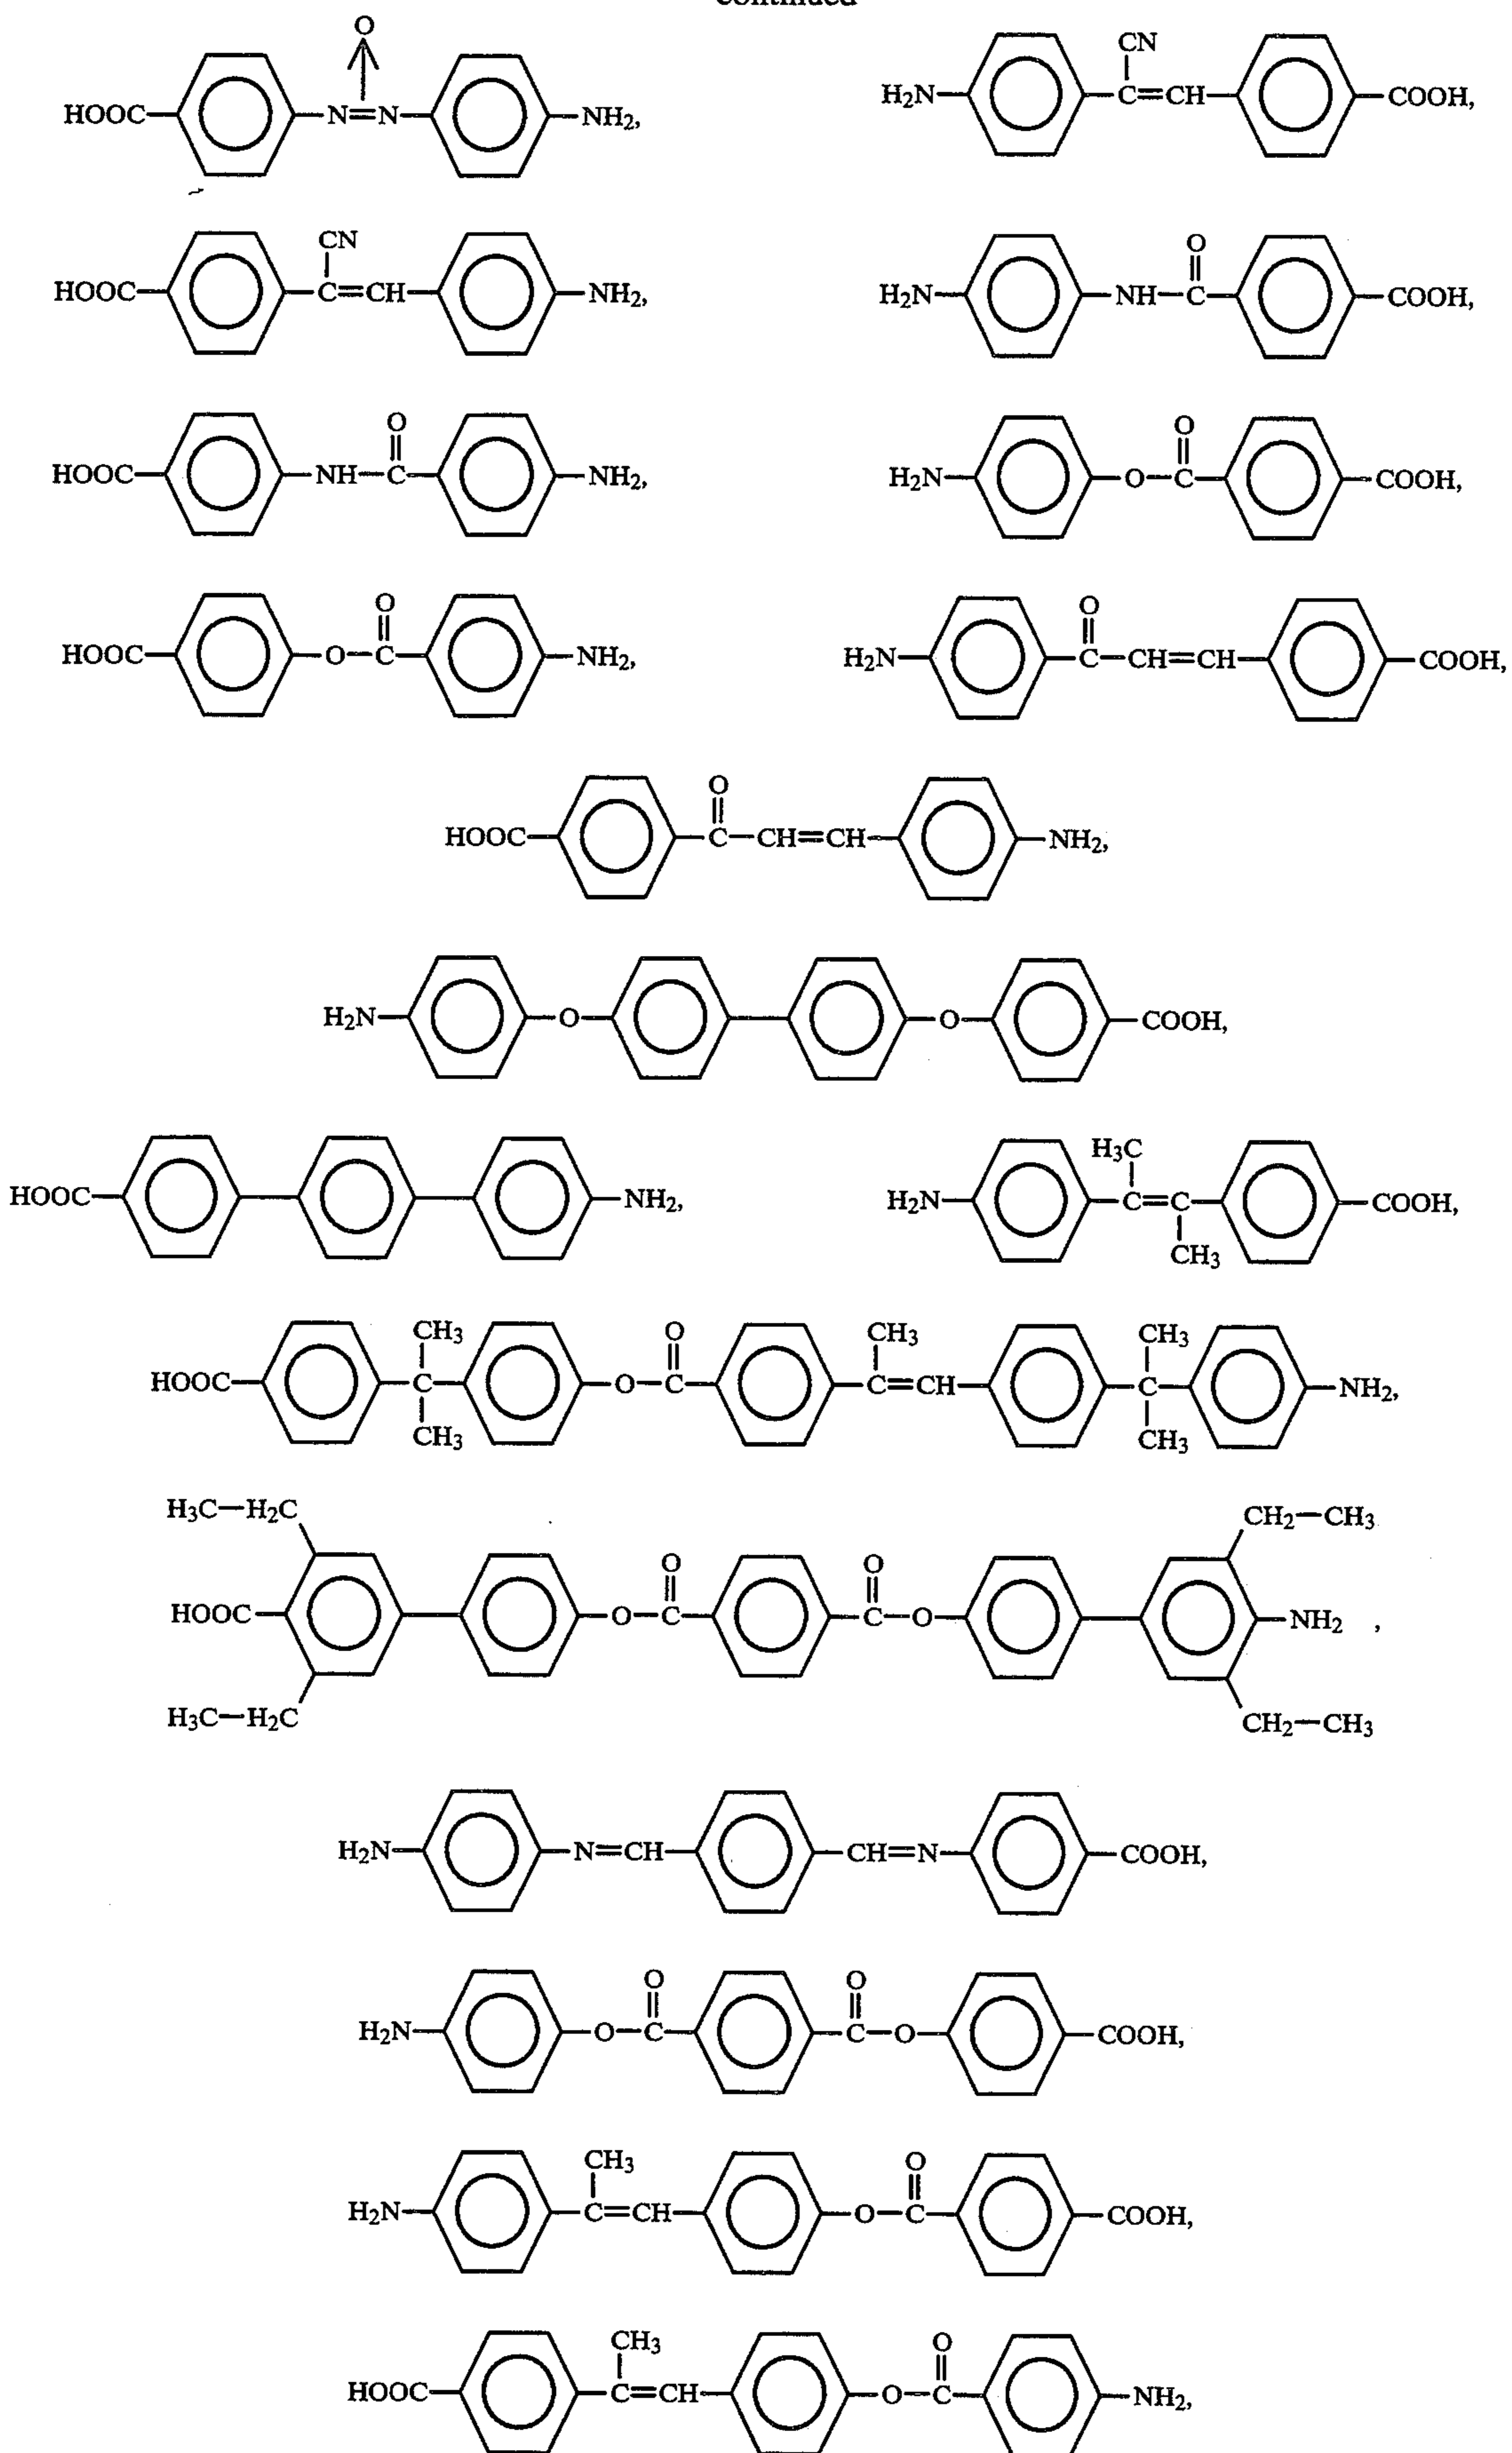 continued
O
HOOC N=N NH2,
CN
H2N C=CH COOH,
CN
HOOC C=CH NH2,
O
H2N NH C COOH,
O
HOOC NH C NH2,
O
H2N O C COOH,
O
HOOC O C NH2,
O
H2N C CH=CH COOH,
O
HOOC C CH=CH NH2,
H2N O O COOH,
HOOC NH2,
H3C
H2N C=C COOH,
CH3
CH3 O CH3 CH3
HOOC C O C C=CH C NH2,
CH3 CH3
H3C—H2C CH2—CH3
O O
HOOC O C C O NH2 ,
H3C—H2C CH2—CH3
H2N N=CH CH=N COOH,
O O
H2N O C C O COOH,
CH3 O
H2N C=CH O C COOH,
CH3 O
HOOC C=CH O C NH2,